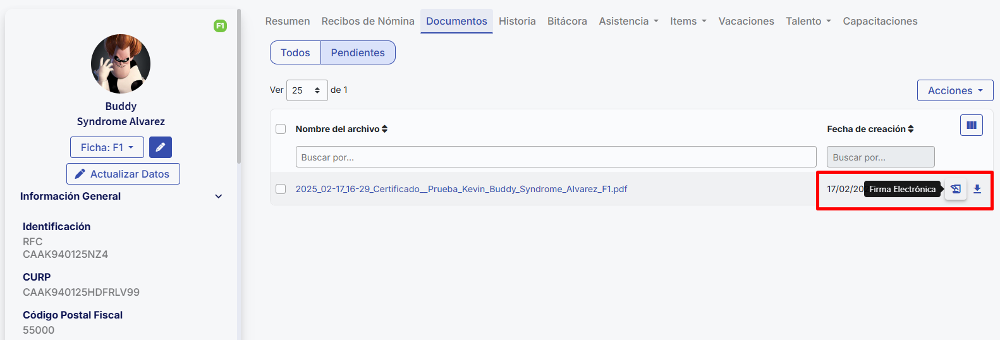 F1
Buddy
Syndrome Alvarez
Ficha: F1
Actualizar Datos
Información General
Identificación
RFC
CAAK940125NZ4
CURP
CAAK940125HDFRLV99
Código Postal Fiscal
55000
Resumen Recibos de Nómina Documentos Historia Bitácora Asistencia Items Vacaciones Talento Capacitaciones
Todos Pendientes
Ver 25 de 1
Acciones
Nombre del archivo Fecha de creación
Buscar por... Buscar por...
2025_02-17_16-29_Certificado__Prueba_Kevin_Buddy_Syndrome_Alvarez_F1.pdf 17/02/20 Firma Electrónica